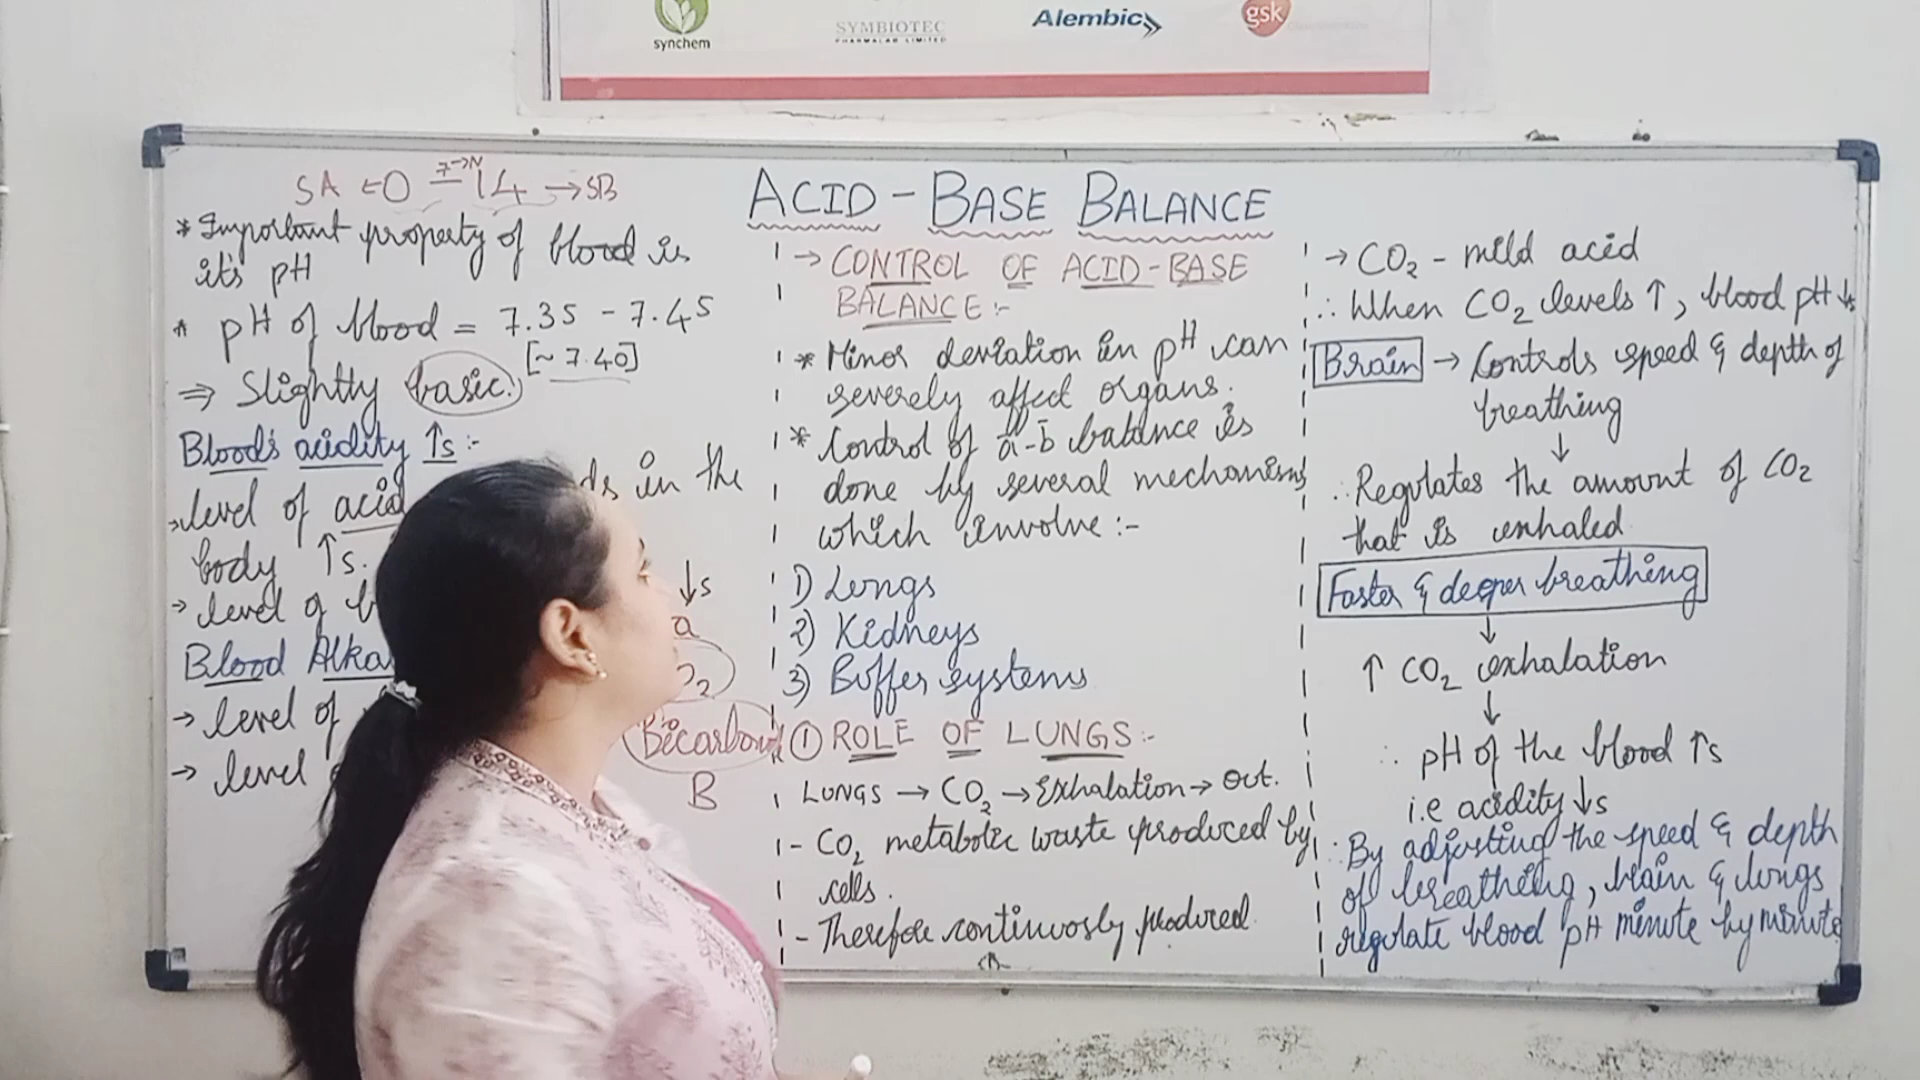 synchem
SYMBIOTEC
PHARMALAB LIMITED
Alembic
gsk
ACID-BASE BALANCE
SA ←0 — 14 → SB
7→N
* Important property of blood is
it's pH
* pH of blood = 7.35 - 7.45
[~ 7.40]
⇒ Slightly basic.
Blood's acidity ↑s:-
→ level of acid
ds in the
body ↑s.
→ level of b
↓s
Blood Alka
→ level of
→ level
Bicarbon
B
→ CONTROL OF ACID-BASE
BALANCE:-
* Minor deviation in pH can
severely affect organs.
* Control of a-b balance is
done by several mechanisms
which involve:-
1) Lungs
2) Kidneys
3) Buffer systems
① ROLE OF LUNGS:-
LUNGS → CO2 → Exhalation → Out.
- CO2 metabolic waste produced by
cells.
- Therefore continuosly produced.
→ CO2 - mild acid
∴ When CO2 levels ↑, blood pH ↓s
Brain → Controls speed & depth of
breathing
↓
∴ Regulates the amount of CO2
that is exhaled
Faster & deeper breathing
↓
↑ CO2 exhalation
↓
∴ pH of the blood ↑s
i.e acidity ↓s
∴ By adjusting the speed & depth
of breathing, brain & lungs
regulate blood pH minute by minute